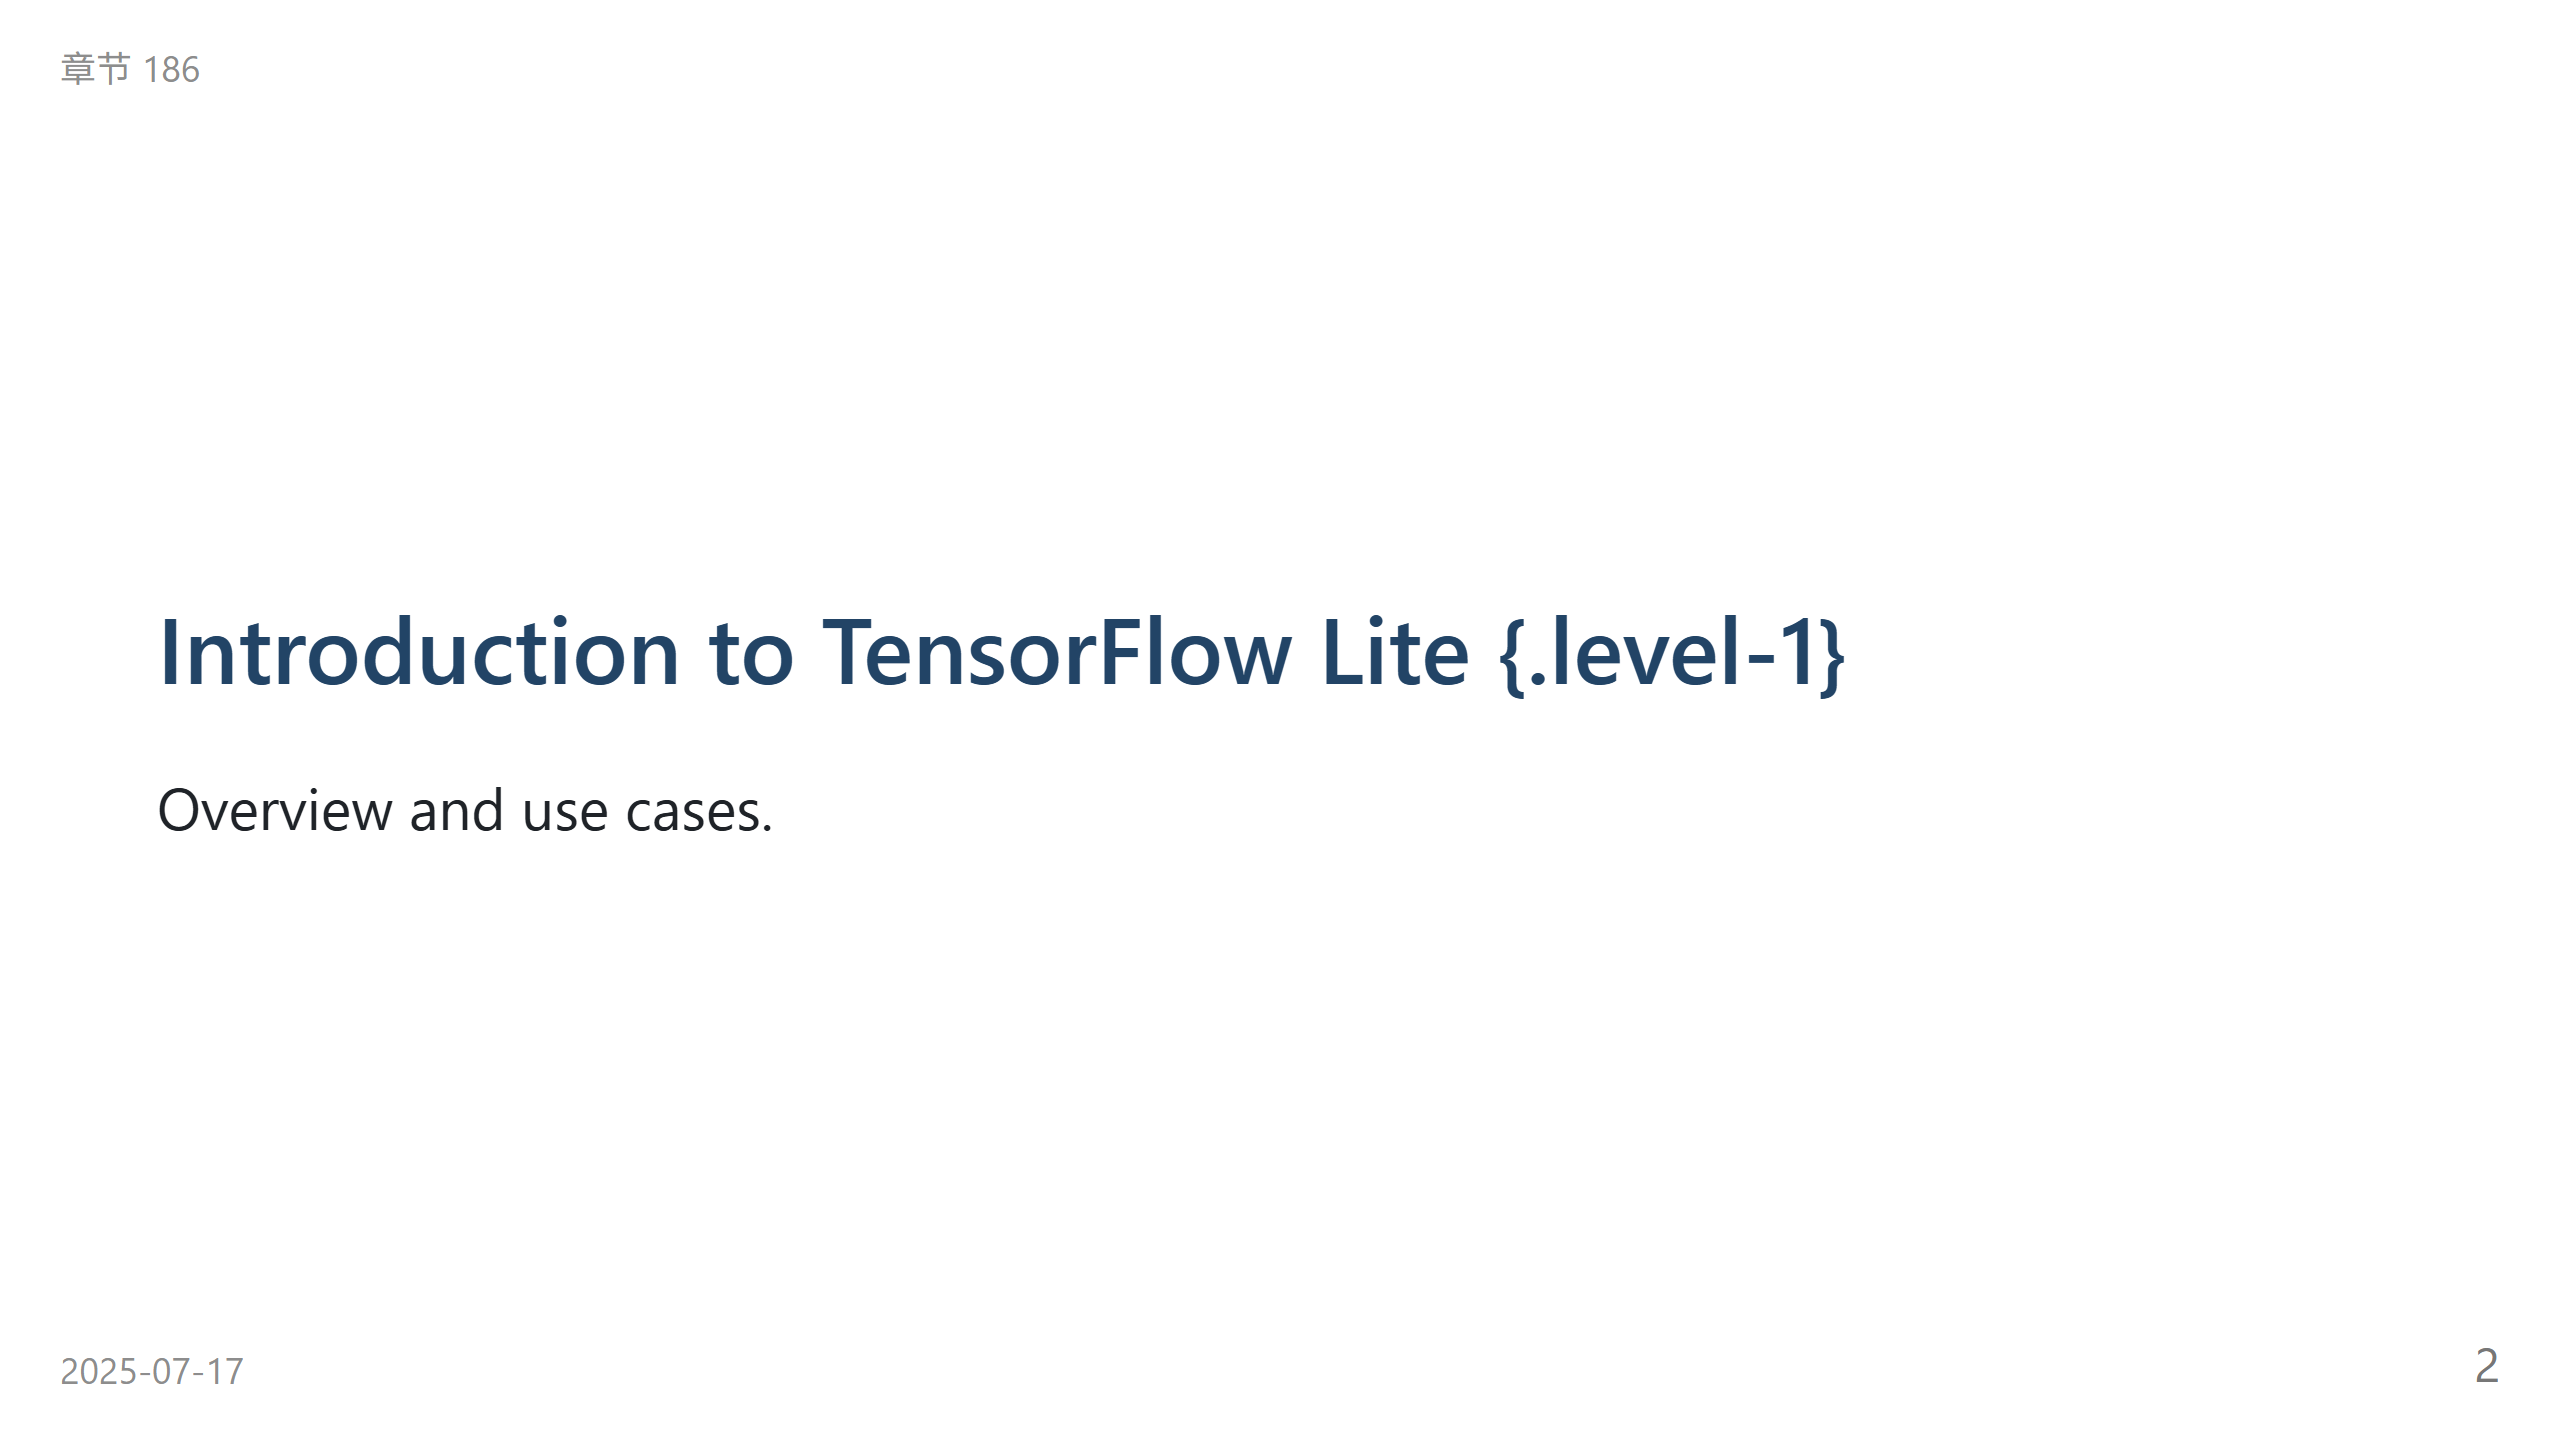 章节 186
Introduction to TensorFlow Lite {.level-1}
Overview and use cases.
2025-07-17
2